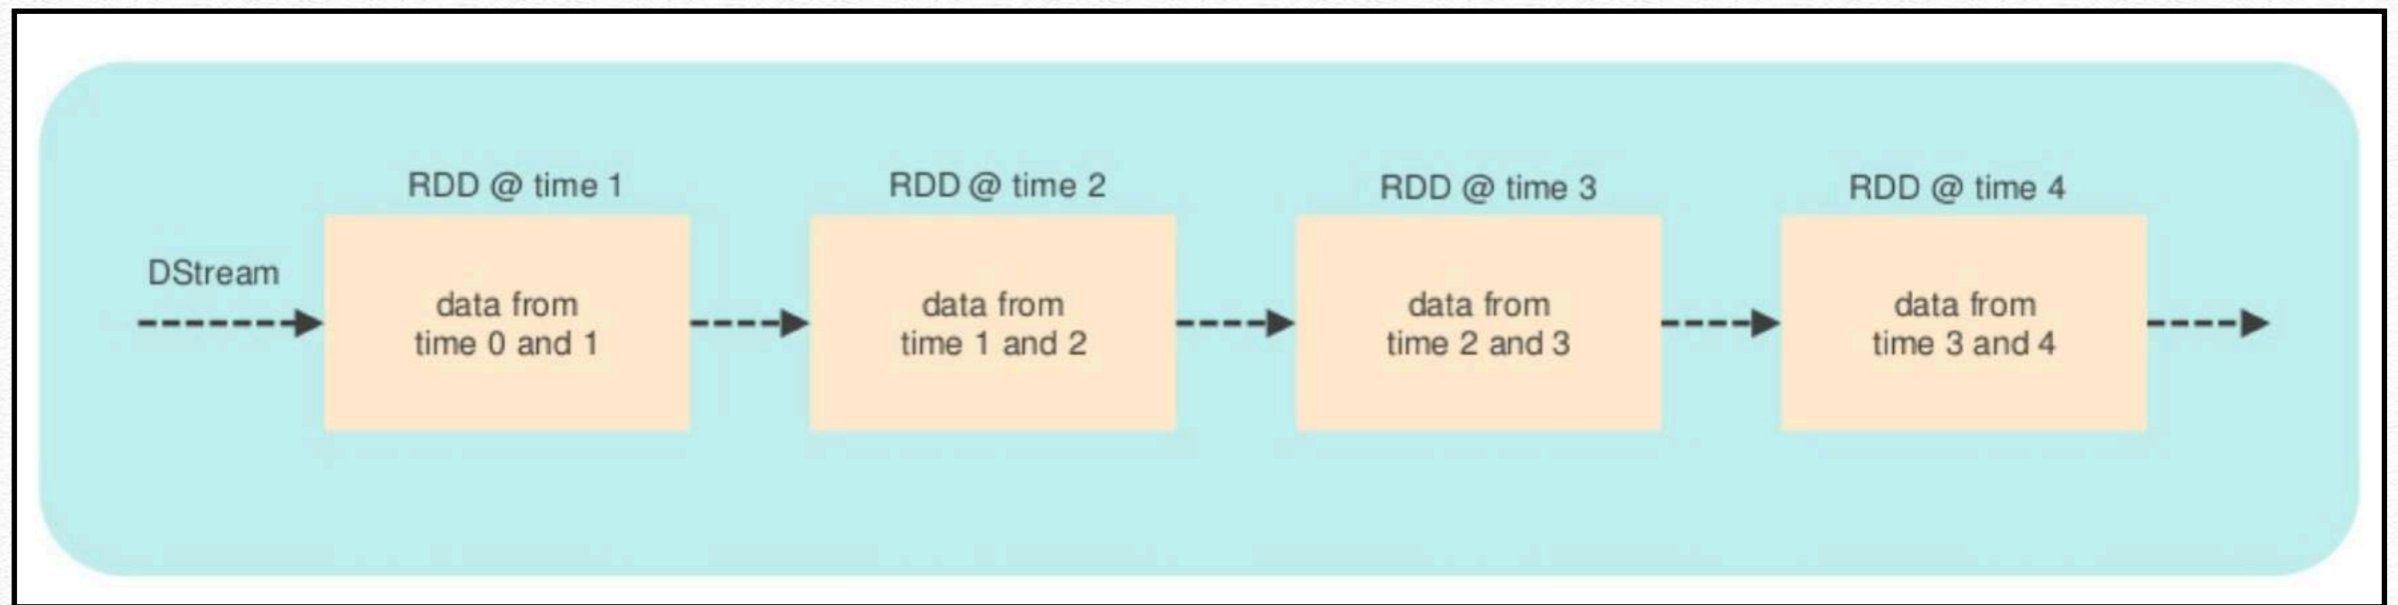 RDD @ time 1
RDD @ time 2
RDD @ time 3
RDD @ time 4
DStream
data from
time 0 and 1
data from
time 1 and 2
data from
time 2 and 3
data from
time 3 and 4